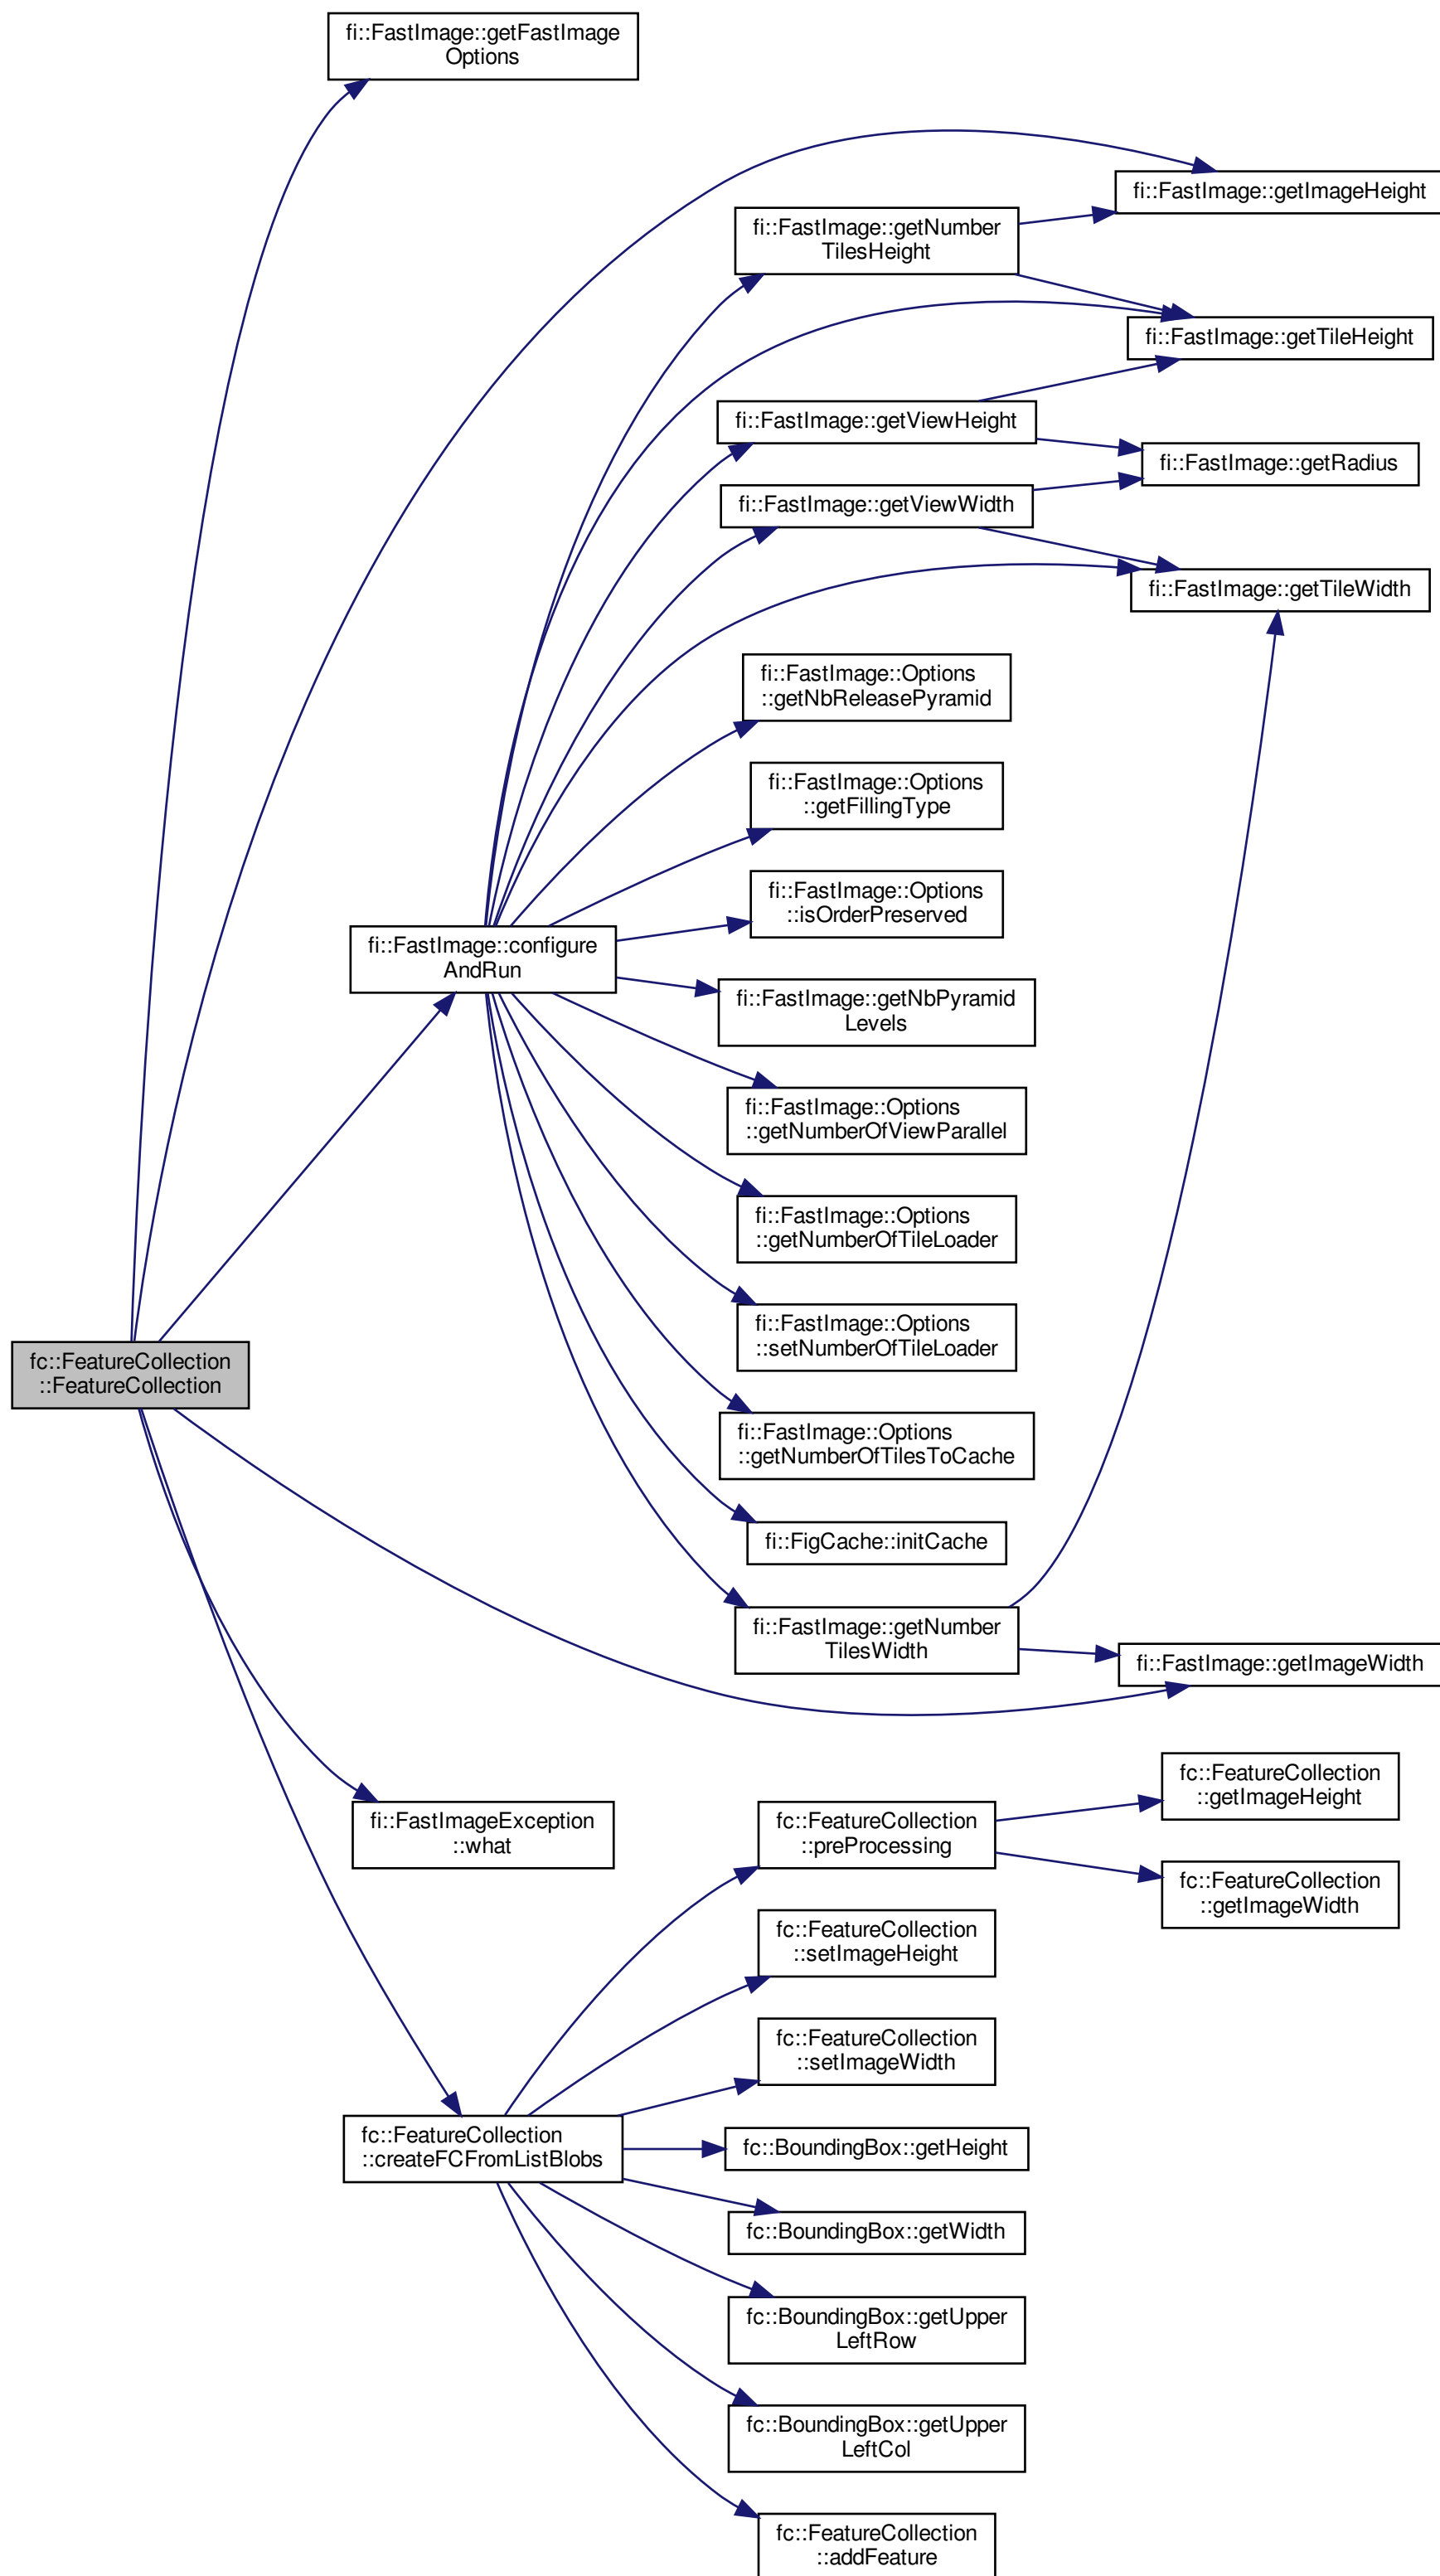 fi::FastImage::getFastImage
Options
fi::FastImage::getImageHeight
fi::FastImage::getNumber
TilesHeight
fi::FastImage::getTileHeight
fi::FastImage::getViewHeight
fi::FastImage::getRadius
fi::FastImage::getViewWidth
fi::FastImage::getTileWidth
fi::FastImage::Options
::getNbReleasePyramid
fi::FastImage::Options
::getFillingType
fi::FastImage::Options
::isOrderPreserved
fi::FastImage::configure
AndRun
fi::FastImage::getNbPyramid
Levels
fi::FastImage::Options
::getNumberOfViewParallel
fi::FastImage::Options
::getNumberOfTileLoader
fi::FastImage::Options
::setNumberOfTileLoader
fc::FeatureCollection
::FeatureCollection
fi::FastImage::Options
::getNumberOfTilesToCache
fi::FigCache::initCache
fi::FastImage::getNumber
TilesWidth
fi::FastImage::getImageWidth
fc::FeatureCollection
::getImageHeight
fi::FastImageException
::what
fc::FeatureCollection
::preProcessing
fc::FeatureCollection
::getImageWidth
fc::FeatureCollection
::setImageHeight
fc::FeatureCollection
::setImageWidth
fc::FeatureCollection
::createFCFromListBlobs
fc::BoundingBox::getHeight
fc::BoundingBox::getWidth
fc::BoundingBox::getUpper
LeftRow
fc::BoundingBox::getUpper
LeftCol
fc::FeatureCollection
::addFeature